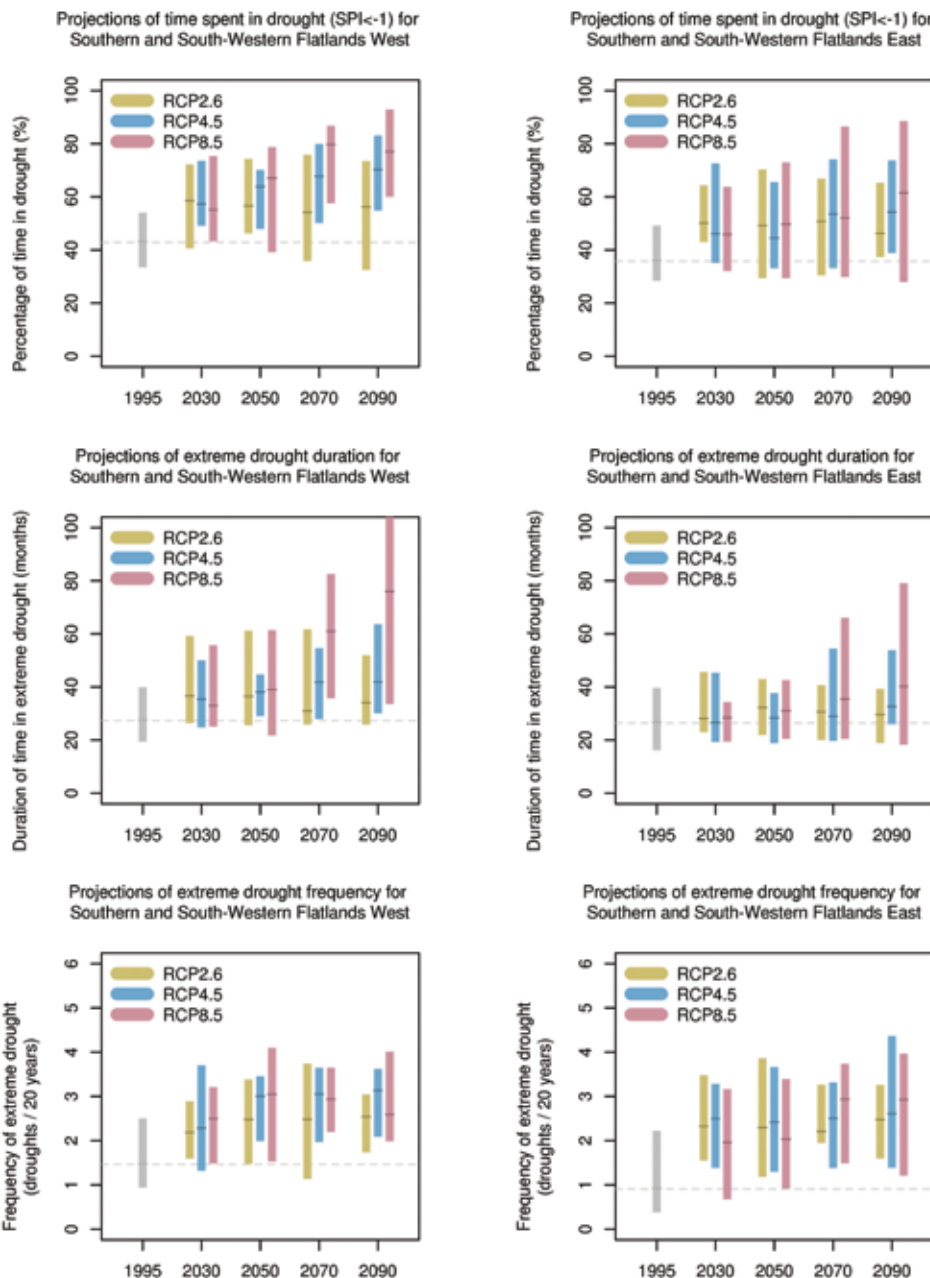 Projections of time spent in drought (SPI<-1) for
Southern and South-Western Flatlands West
Percentage of time in drought (%)
100
80
60
40
20
0
RCP2.6
RCP4.5
RCP8.5
1995 2030 2050 2070 2090
Projections of time spent in drought (SPI<-1) for
Southern and South-Western Flatlands East
Percentage of time in drought (%)
100
80
60
40
20
0
RCP2.6
RCP4.5
RCP8.5
1995 2030 2050 2070 2090
Projections of extreme drought duration for
Southern and South-Western Flatlands West
Duration of time in extreme drought (months)
100
80
60
40
20
0
RCP2.6
RCP4.5
RCP8.5
1995 2030 2050 2070 2090
Projections of extreme drought duration for
Southern and South-Western Flatlands East
Duration of time in extreme drought (months)
100
80
60
40
20
0
RCP2.6
RCP4.5
RCP8.5
1995 2030 2050 2070 2090
Projections of extreme drought frequency for
Southern and South-Western Flatlands West
Frequency of extreme drought
(droughts / 20 years)
6
5
4
3
2
1
0
RCP2.6
RCP4.5
RCP8.5
1995 2030 2050 2070 2090
Projections of extreme drought frequency for
Southern and South-Western Flatlands East
Frequency of extreme drought
(droughts / 20 years)
6
5
4
3
2
1
0
RCP2.6
RCP4.5
RCP8.5
1995 2030 2050 2070 2090